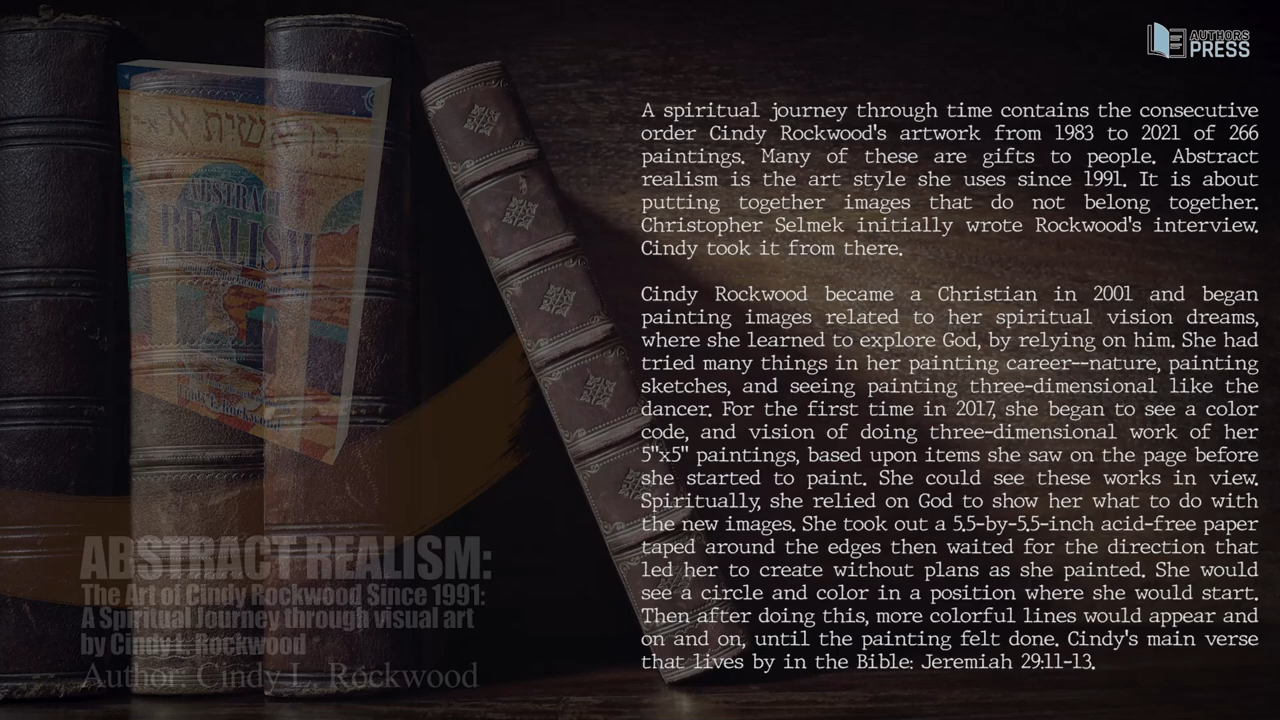 AUTHORS
PRESS
A spiritual journey through time contains the consecutive
order Cindy Rockwood's artwork from 1983 to 2021 of 266
paintings. Many of these are gifts to people. Abstract
realism is the art style she uses since 1991. It is about
putting together images that do not belong together.
Christopher Selmek initially wrote Rockwood's interview.
Cindy took it from there.
Cindy Rockwood became a Christian in 2001 and began
painting images related to her spiritual vision dreams,
where she learned to explore God, by relying on him. She had
tried many things in her painting career--nature, painting
sketches, and seeing painting three-dimensional like the
dancer. For the first time in 2017, she began to see a color
code, and vision of doing three-dimensional work of her
5"x5" paintings, based upon items she saw on the page before
she started to paint. She could see these works in view.
Spiritually, she relied on God to show her what to do with
the new images. She took out a 5.5-by-5.5-inch acid-free paper
taped around the edges then waited for the direction that
led her to create without plans as she painted. She would
see a circle and color in a position where she would start.
Then after doing this, more colorful lines would appear and
on and on, until the painting felt done. Cindy's main verse
that lives by in the Bible: Jeremiah 29:11-13.
בראשית א
ABSTRACT
REALISM
Cindy L. Rockwood
ABSTRACT REALISM:
The Art of Cindy Rockwood Since 1991:
A Spiritual Journey through visual art
by Cindy L. Rockwood
Author: Cindy L. Rockwood